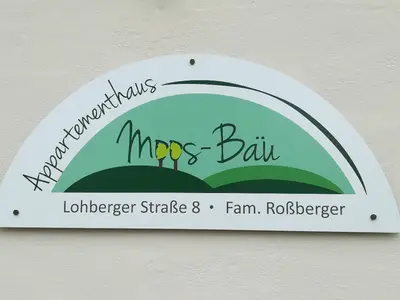 Appartementhaus
Moos-Bäu
Lohberger Straße 8 • Fam. Roßberger